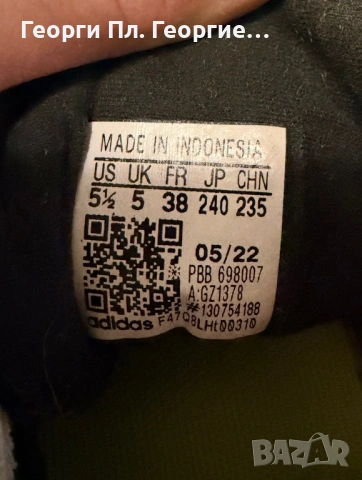 Георги Пл. Георгие...
MADE IN INDONESIA
US UK FR JP CHN
5½ 5 38 240 235
05/22
PBB 698007
A:GZ1378
#130754188
adidas F47Q8LHt00310
BAZAR